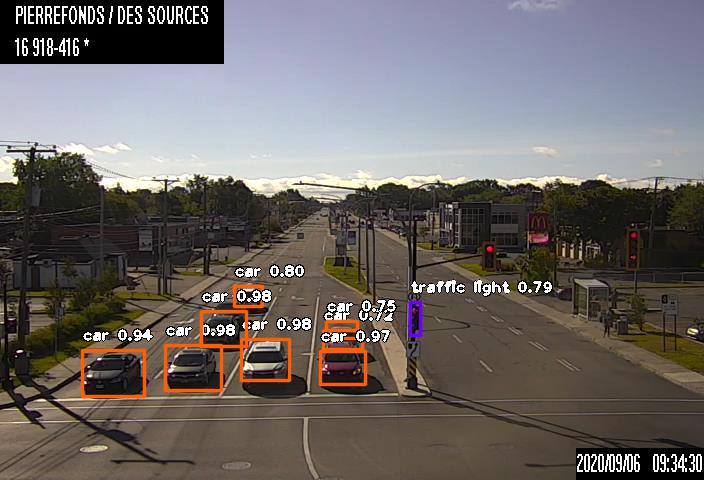 PIERREFONDS / DES SOURCES
16 918-416 *
car 0.80
car 0.98
traffic light 0.79
car 0.75
car 0.72
car 0.94
car 0.98
car 0.98
car 0.97
2020/09/06 09:34:30